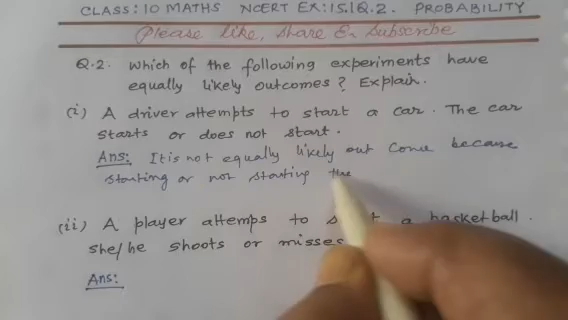 CLASS: 10 MATHS NCERT EX: 15.1 Q.2. PROBABILITY
Please Like, Share & Subscribe
Q.2. Which of the following experiments have
equally likely outcomes? Explain.
(i) A driver attempts to start a car. The car
starts or does not start.
Ans: It is not equally likely out Come because
starting or not starting the
(ii) A player attemps to a basketball.
she/he shoots or misses
Ans: